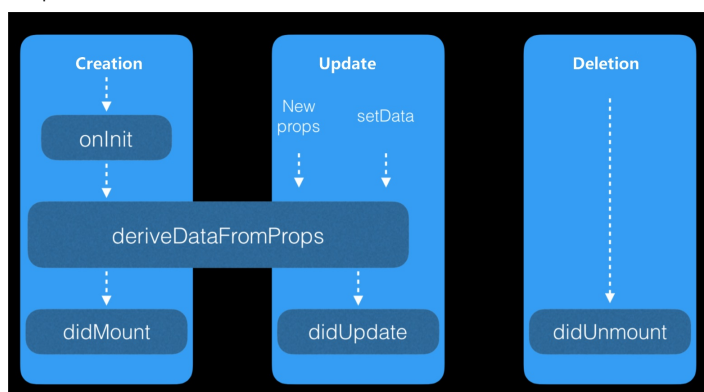 Creation
Update
Deletion
New
props
setData
onInit
deriveDataFromProps
didMount
didUpdate
didUnmount